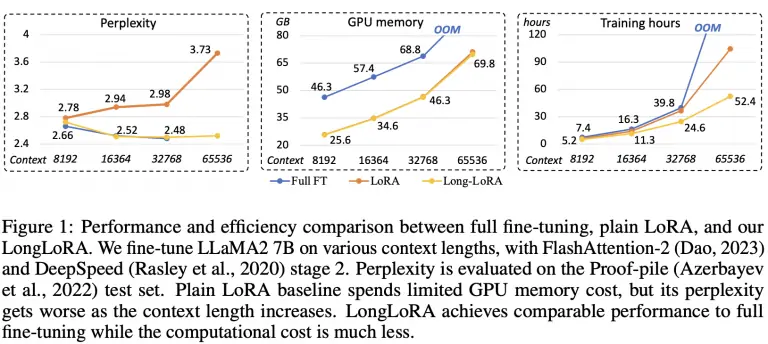 Perplexity
4
3.6
3.2
2.8
2.4
2.78
2.94
2.98
3.73
2.66
2.52
2.48
Context 8192 16364 32768 65536
GB GPU memory
80
65
50
35
20
OOM
46.3
57.4
68.8
69.8
46.3
34.6
25.6
Context 8192 16364 32768 65536
hours Training hours
120
90
60
30
0
OOM
7.4
16.3
39.8
52.4
24.6
11.3
5.2
Context 8192 16364 32768 65536
Full FT LoRA Long-LoRA
Figure 1: Performance and efficiency comparison between full fine-tuning, plain LoRA, and our
LongLoRA. We fine-tune LLaMA2 7B on various context lengths, with FlashAttention-2 (Dao, 2023)
and DeepSpeed (Rasley et al., 2020) stage 2. Perplexity is evaluated on the Proof-pile (Azerbayev
et al., 2022) test set. Plain LoRA baseline spends limited GPU memory cost, but its perplexity
gets worse as the context length increases. LongLoRA achieves comparable performance to full
fine-tuning while the computational cost is much less.